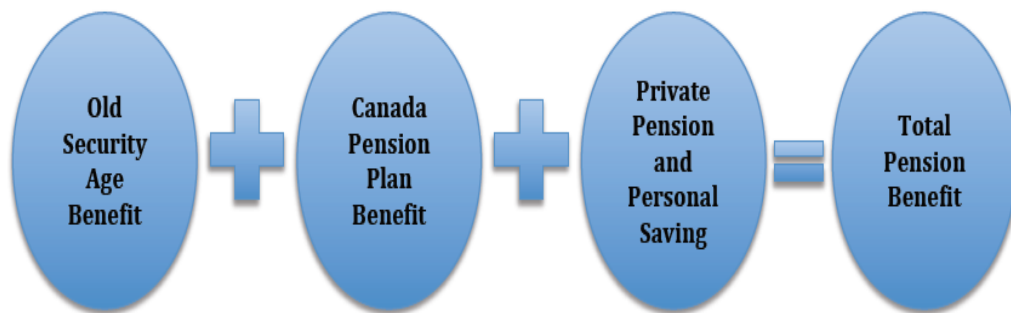 Old
Security
Age
Benefit
Canada
Pension
Plan
Benefit
Private
Pension
and
Personal
Saving
Total
Pension
Benefit